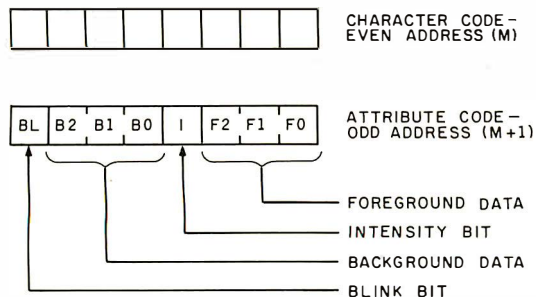 CHARACTER CODE–
EVEN ADDRESS (M)
BL B2 B1 B0 I F2 F1 F0
ATTRIBUTE CODE–
ODD ADDRESS (M+1)
FOREGROUND DATA
INTENSITY BIT
BACKGROUND DATA
BLINK BIT